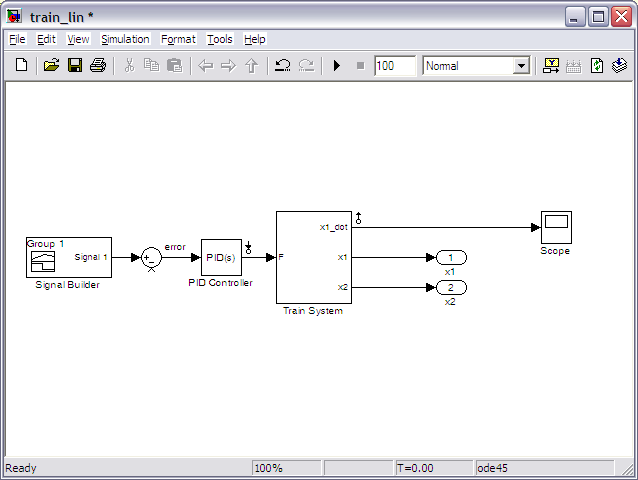 train_lin *
File Edit View Simulation Format Tools Help
100 Normal
Group 1
Signal 1
Signal Builder
error
PID(s)
PID Controller
x1_dot
F
x1
x2
Train System
1
x1
2
x2
Scope
Ready 100% T=0.00 ode45